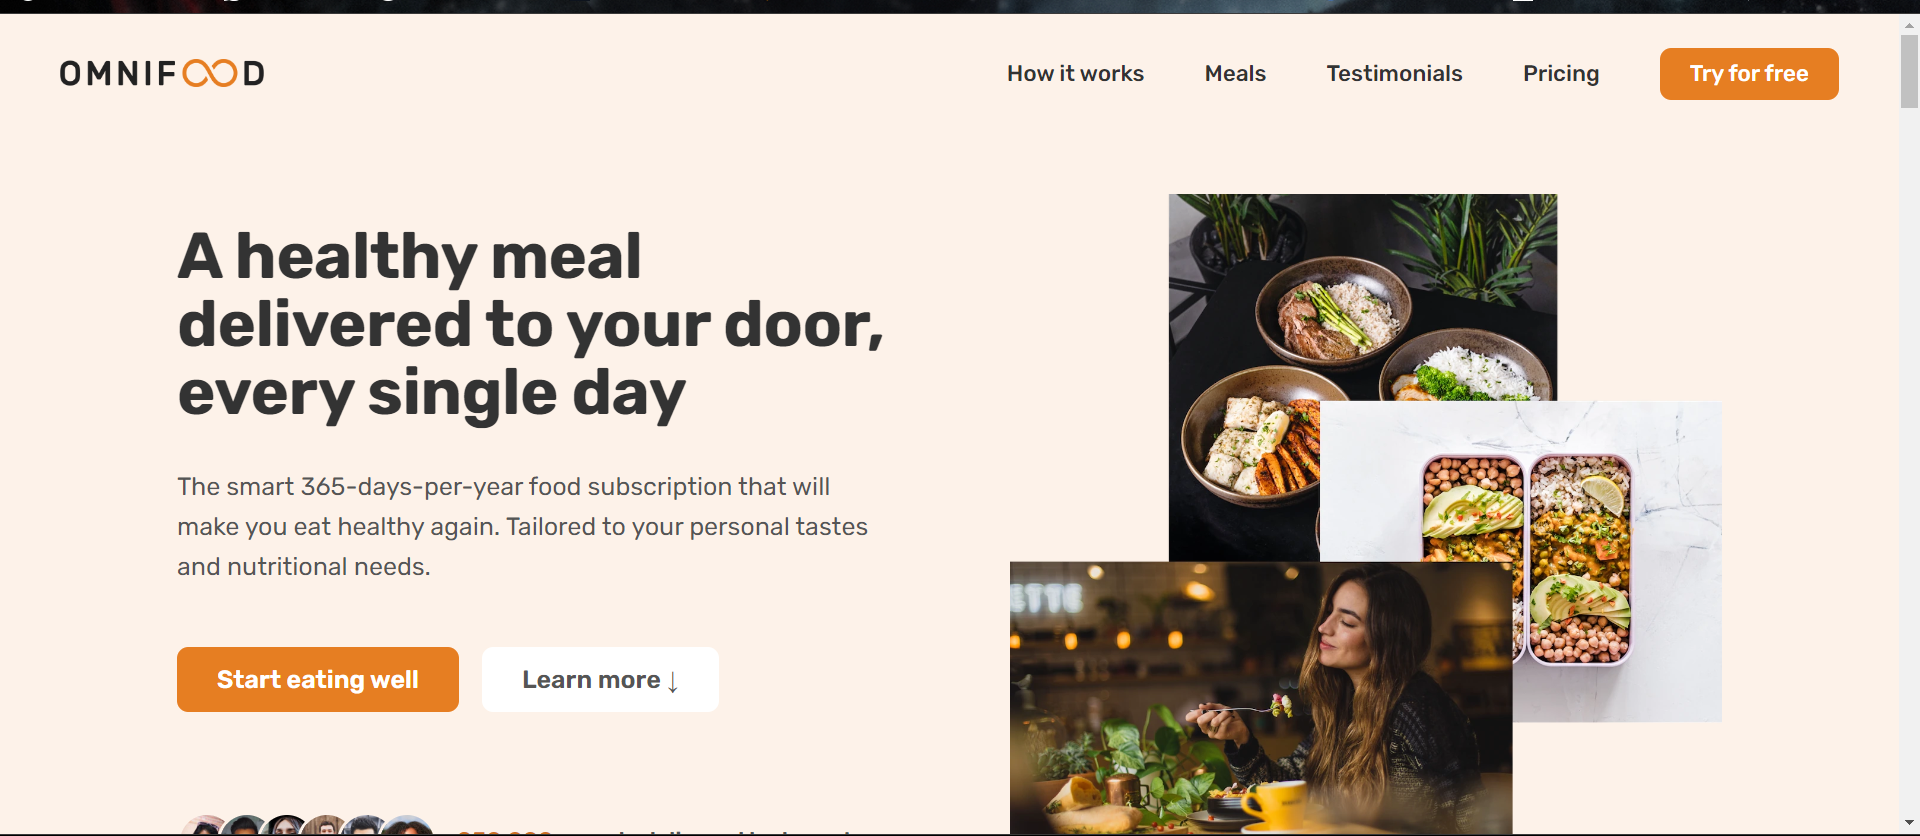 OMNIFOOD
How it works
Meals
Testimonials
Pricing
Try for free
A healthy meal
delivered to your door,
every single day
The smart 365-days-per-year food subscription that will
make you eat healthy again. Tailored to your personal tastes
and nutritional needs.
Start eating well
Learn more ↓
ETTE